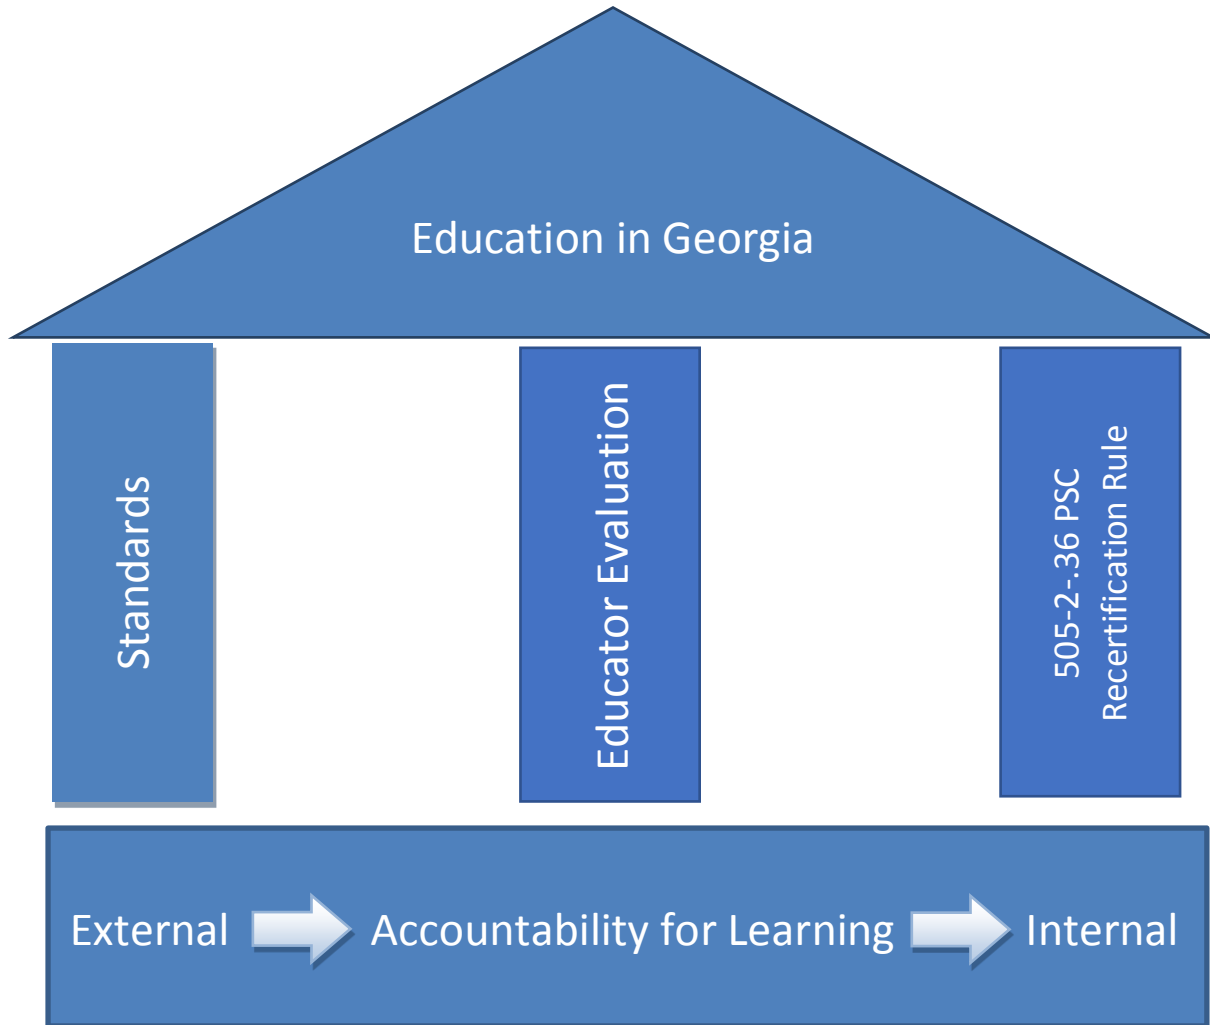 Education in Georgia
Standards
Educator Evaluation
505-2-.36 PSC
Recertification Rule
External Accountability for Learning Internal